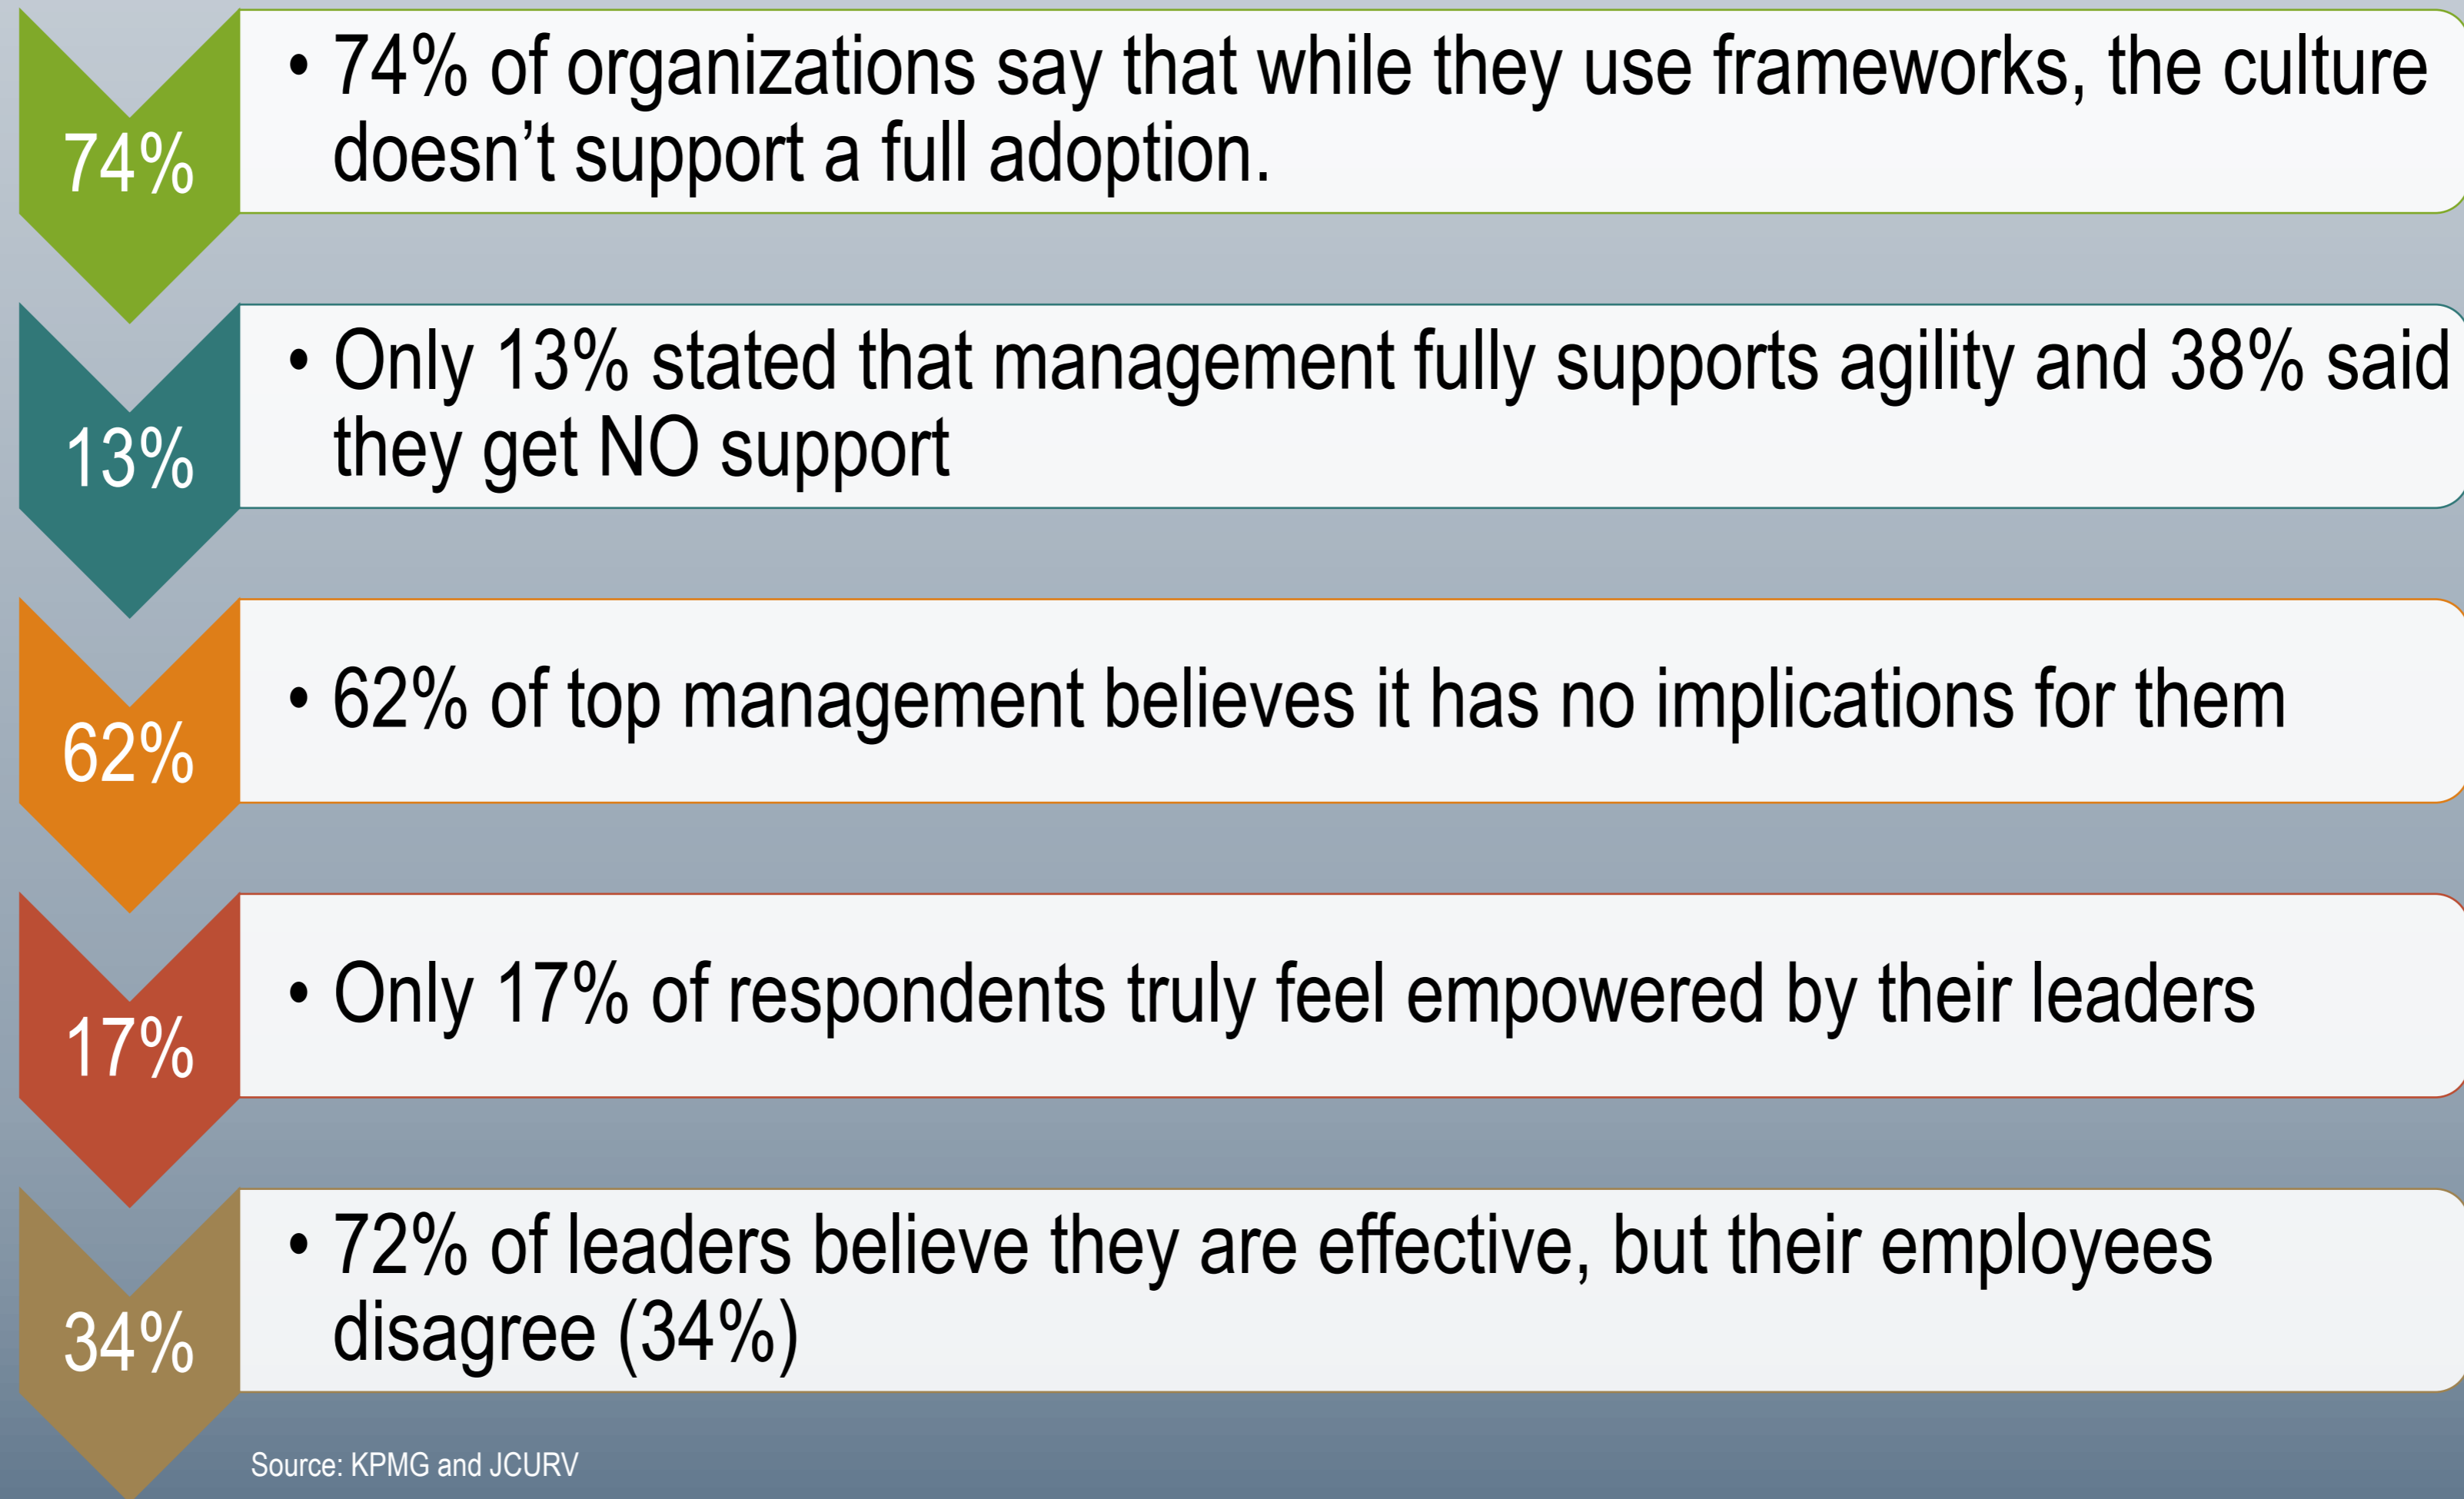 74%
• 74% of organizations say that while they use frameworks, the culture
doesn’t support a full adoption.
13%
• Only 13% stated that management fully supports agility and 38% said
they get NO support
62%
• 62% of top management believes it has no implications for them
17%
• Only 17% of respondents truly feel empowered by their leaders
34%
• 72% of leaders believe they are effective, but their employees
disagree (34%)
Source: KPMG and JCURV